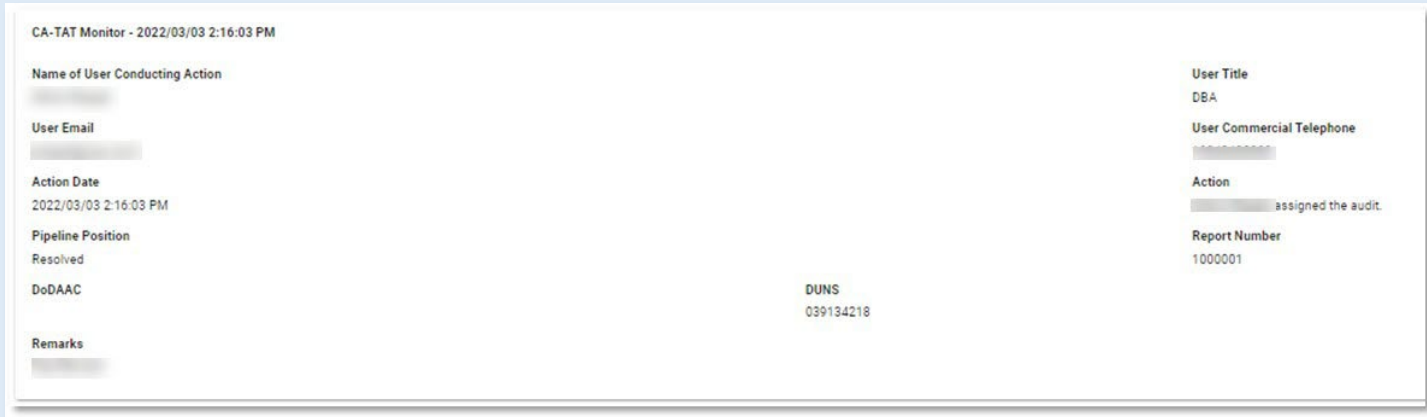 CA-TAT Monitor - 2022/03/03 2:16:03 PM
Name of User Conducting Action
User Title
DBA
User Email
User Commercial Telephone
Action Date
2022/03/03 2:16:03 PM
Action
assigned the audit.
Pipeline Position
Resolved
Report Number
1000001
DoDAAC
DUNS
039134218
Remarks